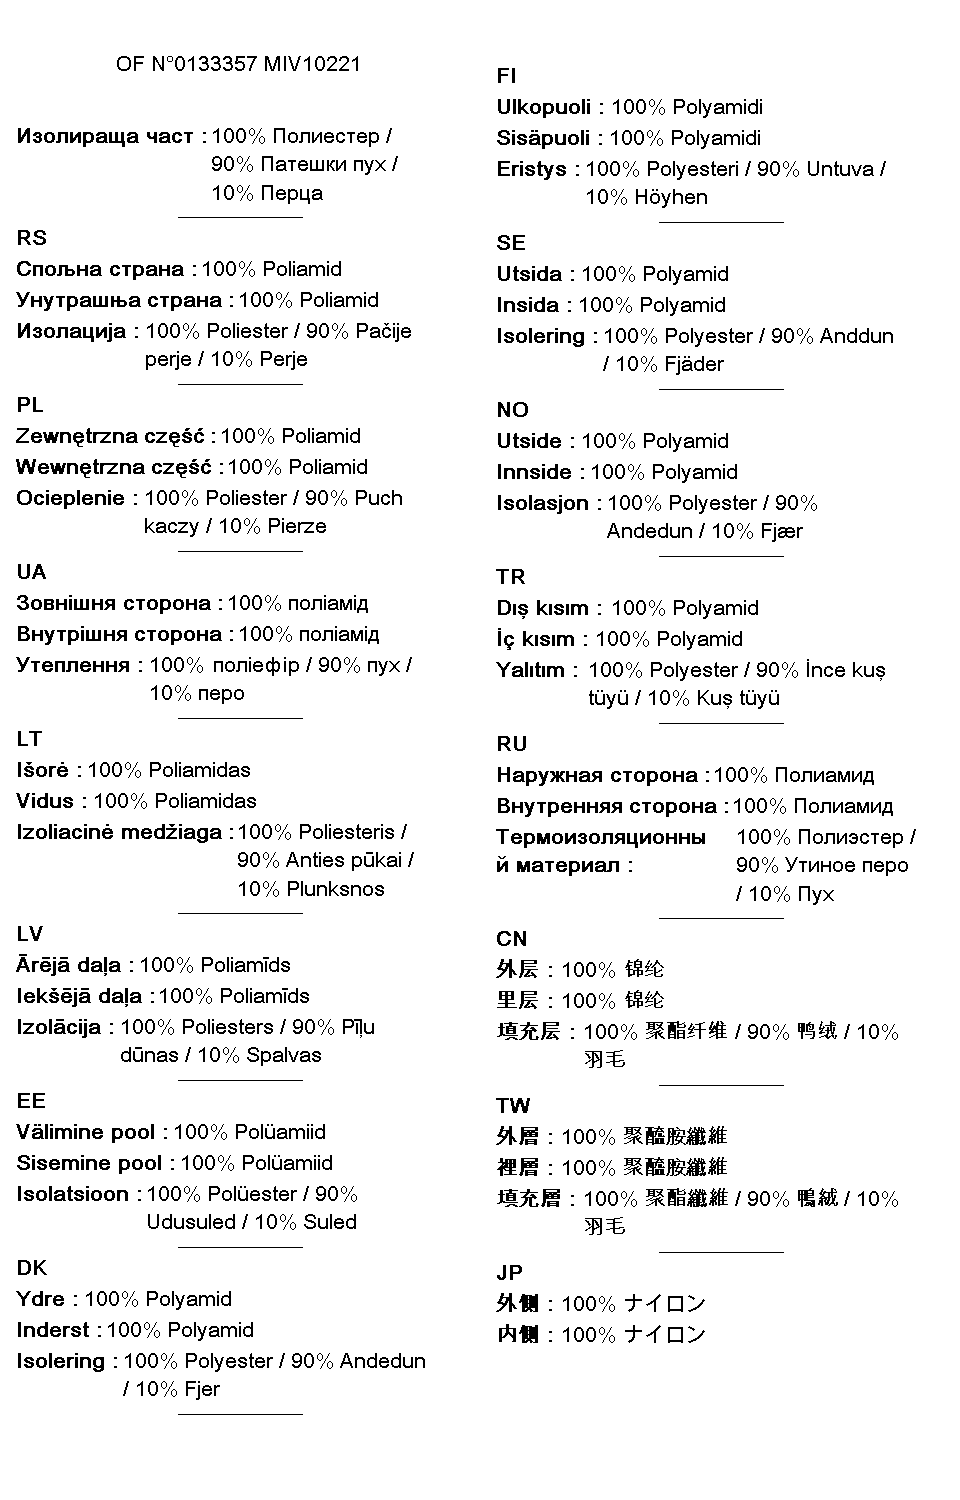 OF N°0133357 MIV10221
Изолираща част : 100% Полиестер /
90% Патешки пух /
10% Перца
RS
Спољна страна : 100% Poliamid
Унутрашња страна : 100% Poliamid
Изолација : 100% Poliester / 90% Pačije
perje / 10% Perje
PL
Zewnętrzna część : 100% Poliamid
Wewnętrzna część : 100% Poliamid
Ocieplenie : 100% Poliester / 90% Puch
kaczy / 10% Pierze
UA
Зовнішня сторона : 100% поліамід
Внутрішня сторона : 100% поліамід
Утеплення : 100% поліефір / 90% пух /
10% перо
LT
Išorė : 100% Poliamidas
Vidus : 100% Poliamidas
Izoliacinė medžiaga : 100% Poliesteris /
90% Anties pūkai /
10% Plunksnos
LV
Ārējā daļa : 100% Poliamīds
Iekšējā daļa : 100% Poliamīds
Izolācija : 100% Poliesters / 90% Pīļu
dūnas / 10% Spalvas
EE
Välimine pool : 100% Polüamiid
Sisemine pool : 100% Polüamiid
Isolatsioon : 100% Polüester / 90%
Udusuled / 10% Suled
DK
Ydre : 100% Polyamid
Inderst : 100% Polyamid
Isolering : 100% Polyester / 90% Andedun
/ 10% Fjer
FI
Ulkopuoli : 100% Polyamidi
Sisäpuoli : 100% Polyamidi
Eristys : 100% Polyesteri / 90% Untuva /
10% Höyhen
SE
Utsida : 100% Polyamid
Insida : 100% Polyamid
Isolering : 100% Polyester / 90% Anddun
/ 10% Fjäder
NO
Utside : 100% Polyamid
Innside : 100% Polyamid
Isolasjon : 100% Polyester / 90%
Andedun / 10% Fjær
TR
Dış kısım : 100% Polyamid
İç kısım : 100% Polyamid
Yalıtım : 100% Polyester / 90% İnce kuş
tüyü / 10% Kuş tüyü
RU
Наружная сторона : 100% Полиамид
Внутренняя сторона : 100% Полиамид
Термоизоляционны 100% Полиэстер /
й материал : 90% Утиное перо
/ 10% Пух
CN
外层 : 100% 锦纶
里层 : 100% 锦纶
填充层 : 100% 聚酯纤维 / 90% 鸭绒 / 10%
羽毛
TW
外層 : 100% 聚醯胺纖維
裡層 : 100% 聚醯胺纖維
填充層 : 100% 聚酯纖維 / 90% 鴨絨 / 10%
羽毛
JP
外側 : 100% ナイロン
内側 : 100% ナイロン